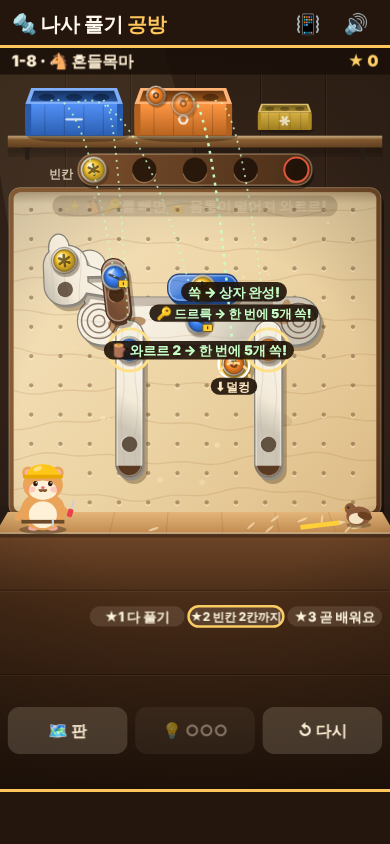 🔩 나사 풀기 공방
1-8 · 🐴 흔들목마
★ 0
빈칸
쏙 → 상자 완성!
🔑 드르륵 → 한 번에 5개 쏙!
🪵 와르르 2 → 한 번에 5개 쏙!
⬇덜컹
★1 다 풀기
★2 빈칸 2칸까지
★3 곧 배워요
🗺️ 판
↺ 다시